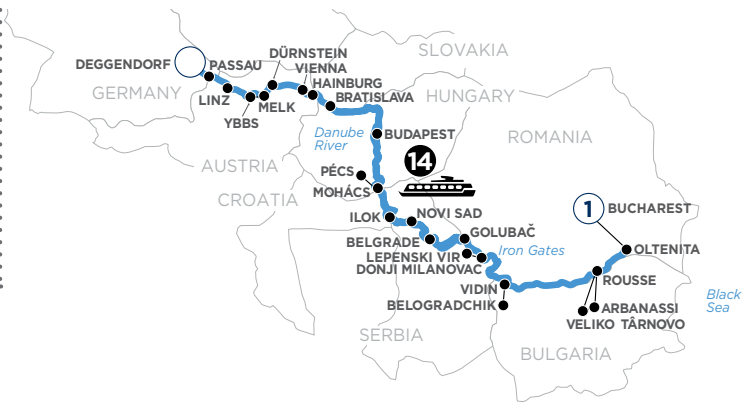 SLOVAKIA
DÜRNSTEIN
DEGGENDORF
PASSAU
VIENNA
HAINBURG
GERMANY
LINZ
MELK
BRATISLAVA
HUNGARY
YBBS
Danube
River
BUDAPEST
ROMANIA
AUSTRIA
14
PÉCS
MOHÁCS
CROATIA
ILOK
NOVI SAD
1
BUCHAREST
GOLUBAČ
BELGRADE
Iron Gates
OLTENITA
LEPENSKI VIR
DONJI MILANOVAC
ROUSSE
VIDIN
Black
Sea
BELOGRADCHIK
ARBANASSI
VELIKO TÂRNOVO
SERBIA
BULGARIA